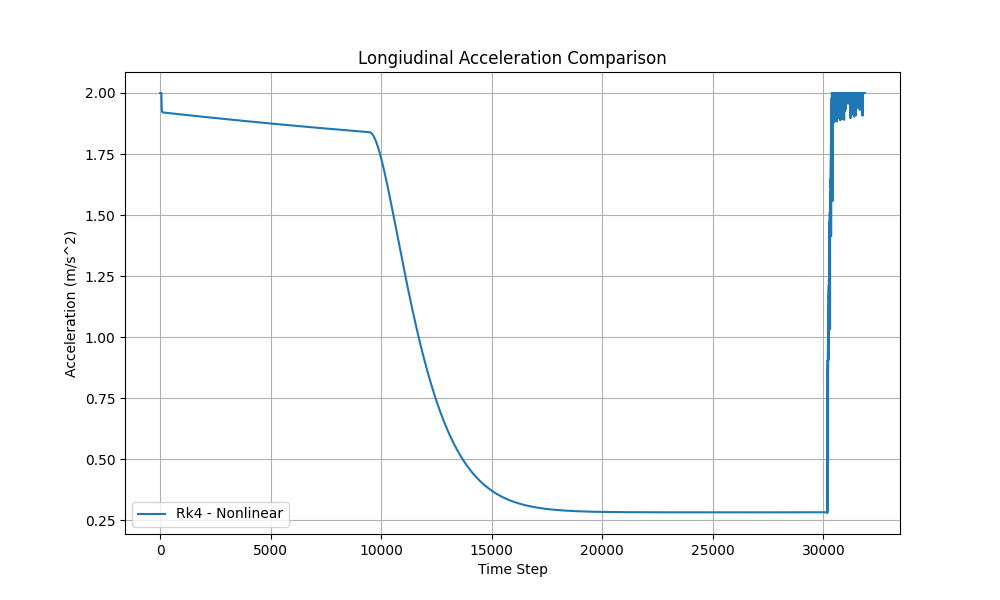 Longiudinal Acceleration Comparison
2.00
1.75
1.50
1.25
1.00
0.75
0.50
0.25
Acceleration (m/s^2)
Rk4 - Nonlinear
0 5000 10000 15000 20000 25000 30000
Time Step